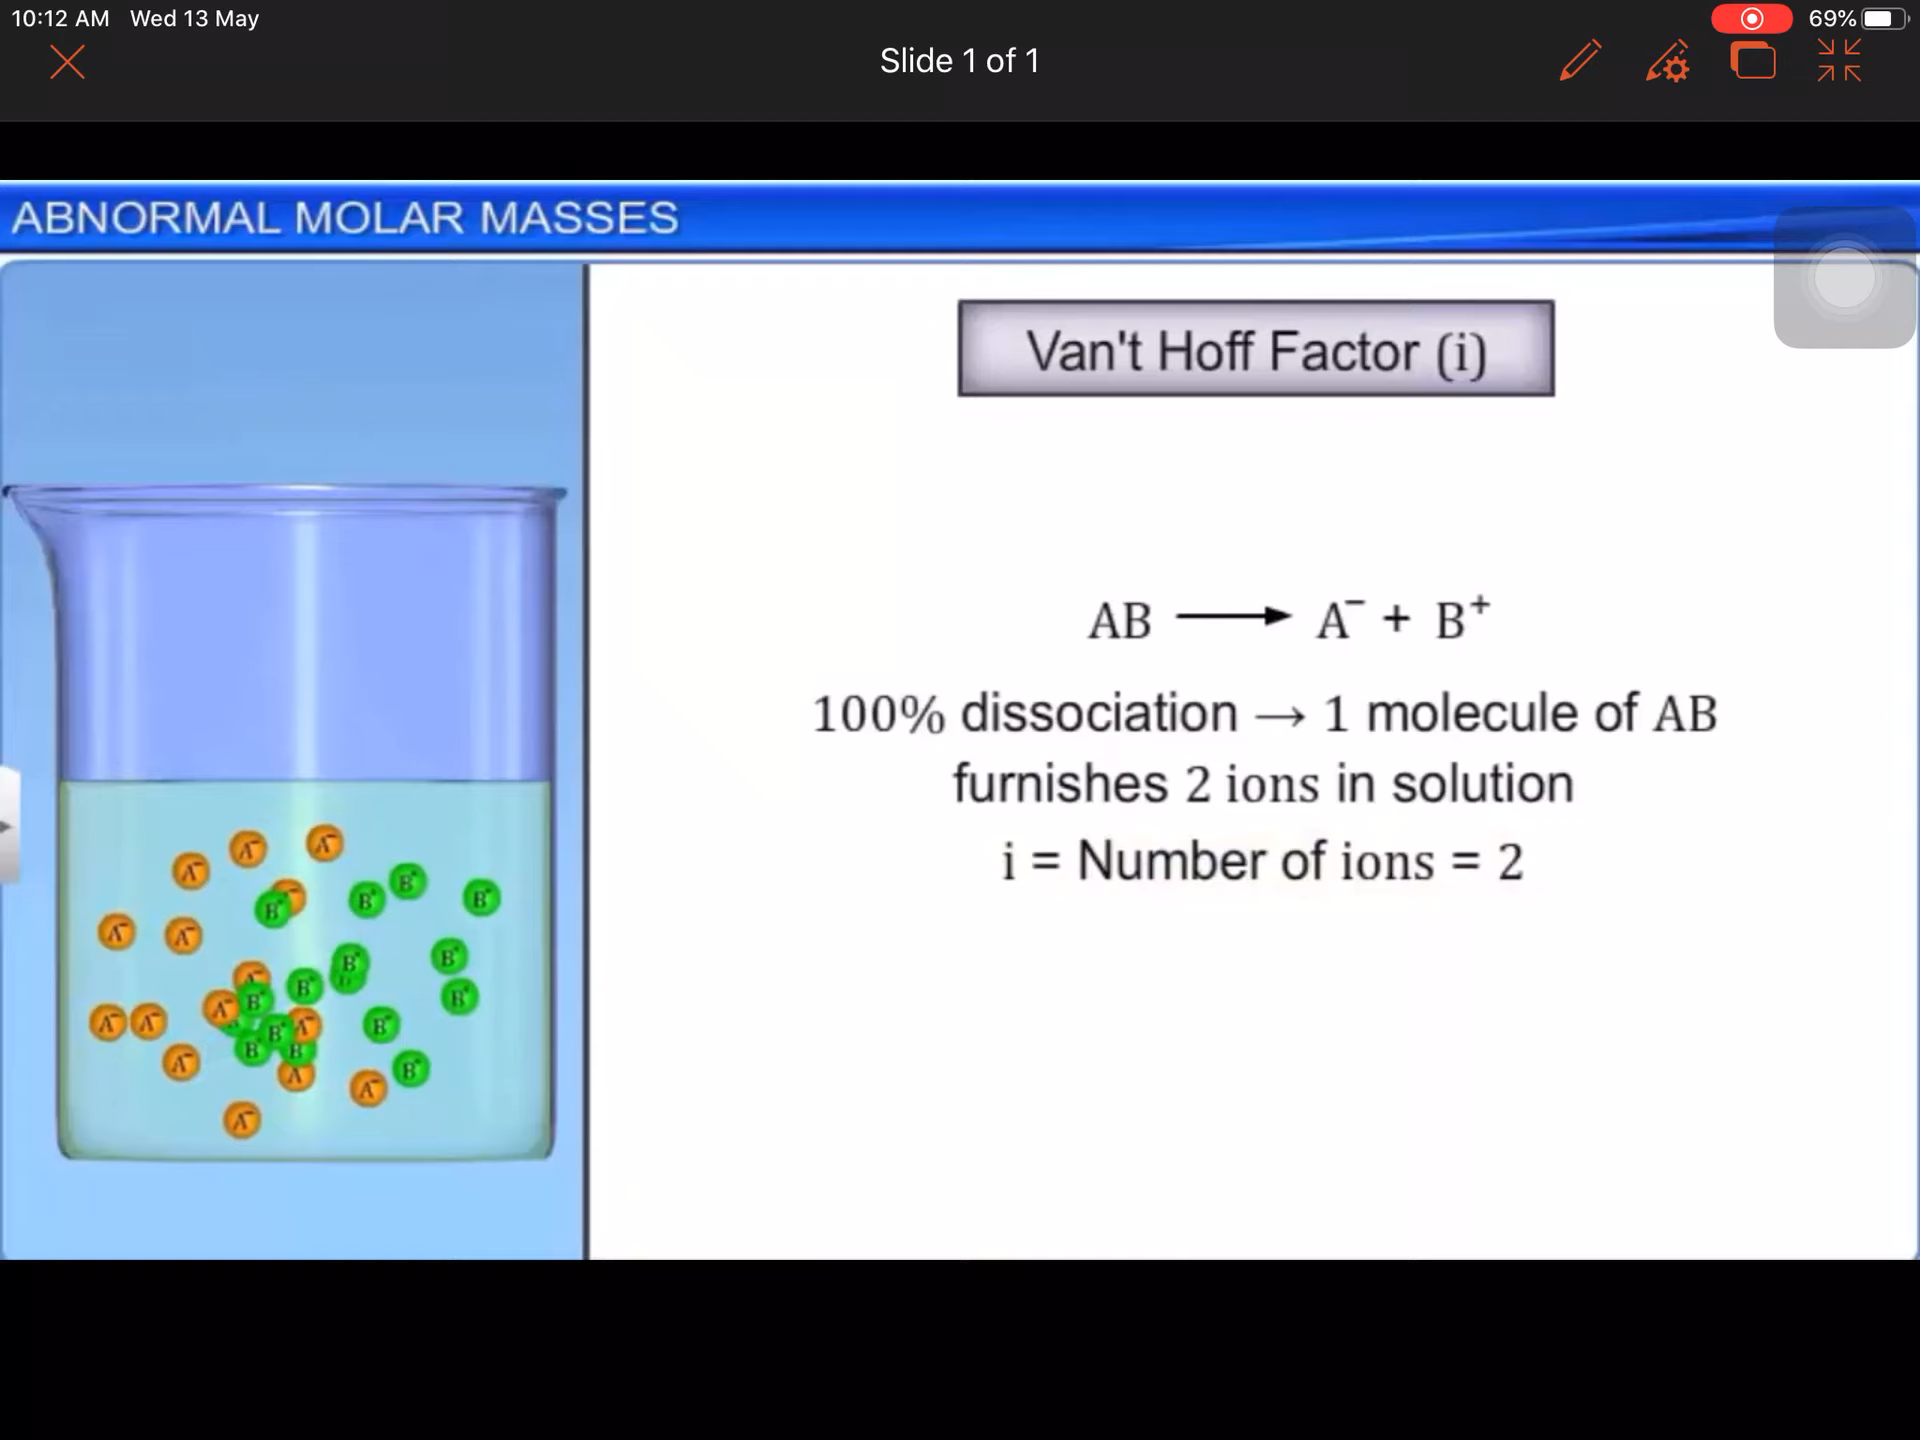 10:12 AM Wed 13 May
69%
Slide 1 of 1
ABNORMAL MOLAR MASSES
Van't Hoff Factor (i)
AB ⟶ A⁻ + B⁺
100% dissociation → 1 molecule of AB
furnishes 2 ions in solution
i = Number of ions = 2
A⁻ A⁻ A⁻
B⁺ B⁺ B⁺ B⁺
A⁻ A⁻
B⁺ B⁺
A⁻ B⁺ B⁺ B⁺
A⁻ A⁻ A⁻ B⁺ A⁻ B⁺
B⁺ B⁺
A⁻ A⁻ A⁻ B⁺
A⁻